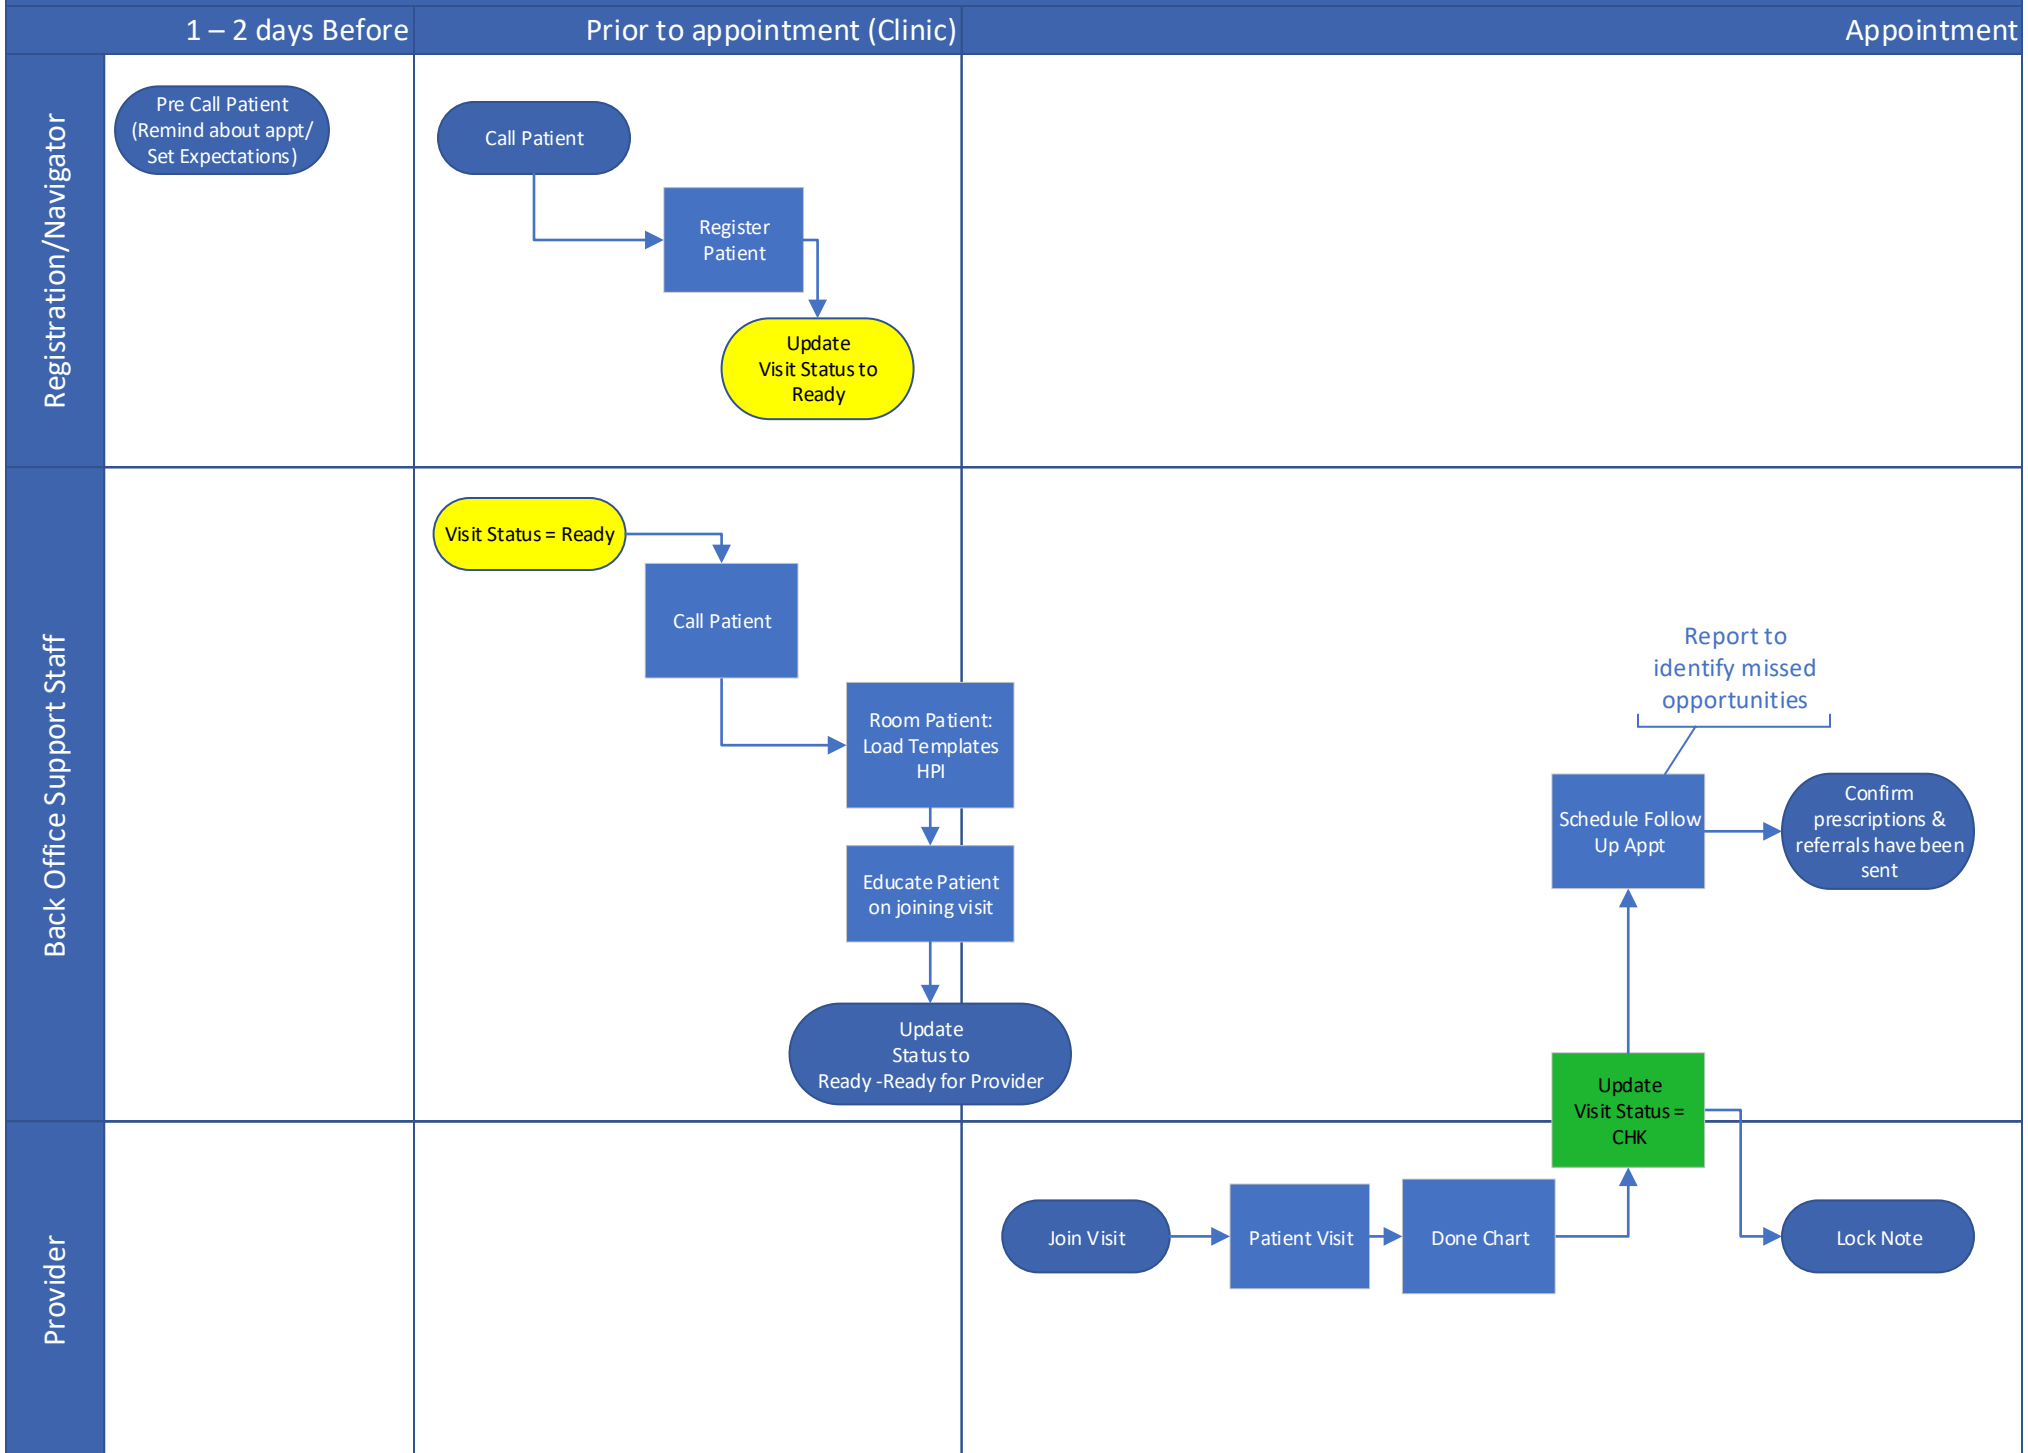 1 – 2 days Before
Prior to appointment (Clinic)
Appointment
Registration/Navigator
Pre Call Patient
(Remind about appt/
Set Expectations)
Call Patient
Register
Patient
Update
Visit Status to
Ready
Back Office Support Staff
Visit Status = Ready
Call Patient
Room Patient:
Load Templates
HPI
Educate Patient
on joining visit
Update
Status to
Ready -Ready for Provider
Report to
identify missed
opportunities
Schedule Follow
Up Appt
Confirm
prescriptions &
referrals have been
sent
Update
Visit Status =
CHK
Provider
Join Visit
Patient Visit
Done Chart
Lock Note